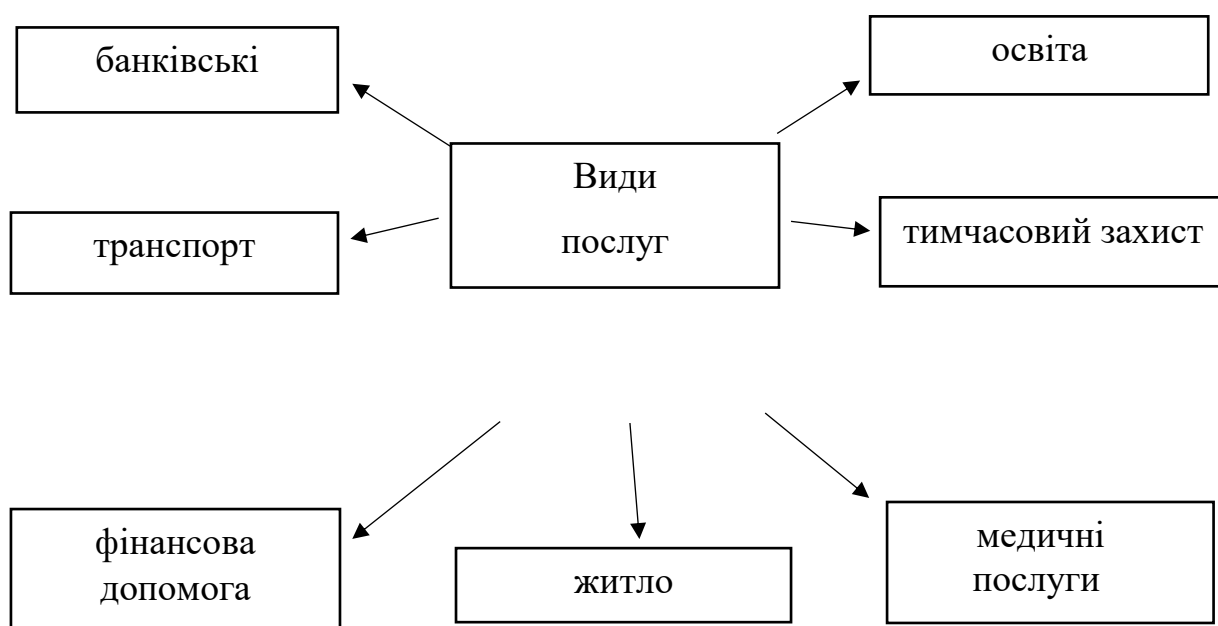 банківські
освіта
Види
послуг
транспорт
тимчасовий захист
фінансова
допомога
житло
медичні
послуги